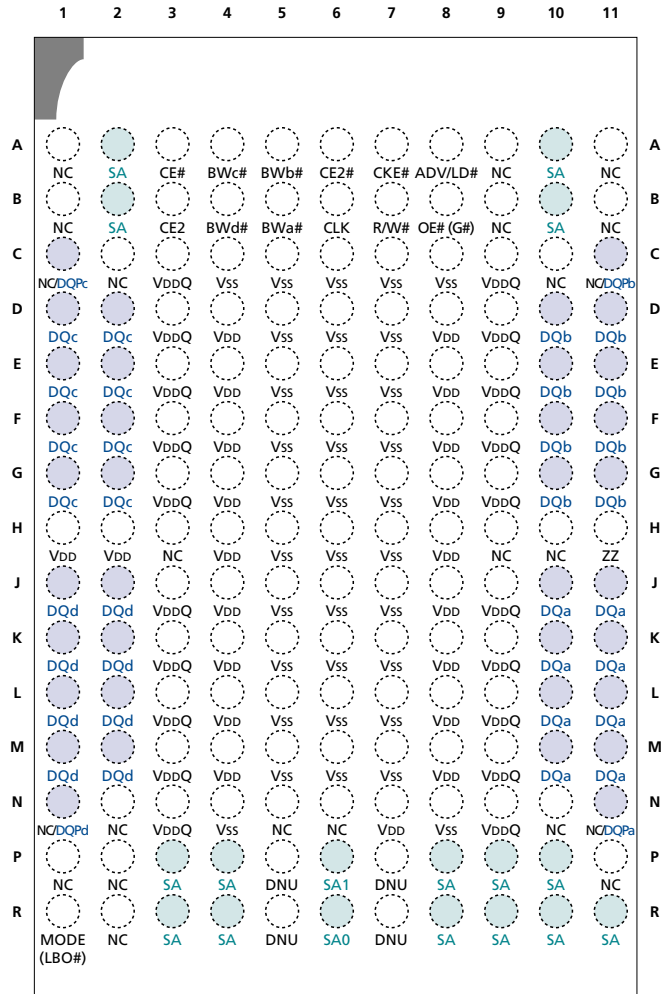 1 2 3 4 5 6 7 8 9 10 11
A A
NC SA CE# BWc# BWb# CE2# CKE# ADV/LD# NC SA NC
B B
NC SA CE2 BWd# BWa# CLK R/W# OE# (G#) NC SA NC
C C
NC/DQPc NC VDDQ VSS VSS VSS VSS VSS VDDQ NC NC/DQPb
D D
DQc DQc VDDQ VDD VSS VSS VSS VDD VDDQ DQb DQb
E E
DQc DQc VDDQ VDD VSS VSS VSS VDD VDDQ DQb DQb
F F
DQc DQc VDDQ VDD VSS VSS VSS VDD VDDQ DQb DQb
G G
DQc DQc VDDQ VDD VSS VSS VSS VDD VDDQ DQb DQb
H H
VDD VDD NC VDD VSS VSS VSS VDD NC NC ZZ
J J
DQd DQd VDDQ VDD VSS VSS VSS VDD VDDQ DQa DQa
K K
DQd DQd VDDQ VDD VSS VSS VSS VDD VDDQ DQa DQa
L L
DQd DQd VDDQ VDD VSS VSS VSS VDD VDDQ DQa DQa
M M
DQd DQd VDDQ VDD VSS VSS VSS VDD VDDQ DQa DQa
N N
NC/DQPd NC VDDQ VSS NC NC VDD VSS VDDQ NC NC/DQPa
P P
NC NC SA SA DNU SA1 DNU SA SA SA NC
R R
MODE NC SA SA DNU SA0 DNU SA SA SA SA
(LBO#)